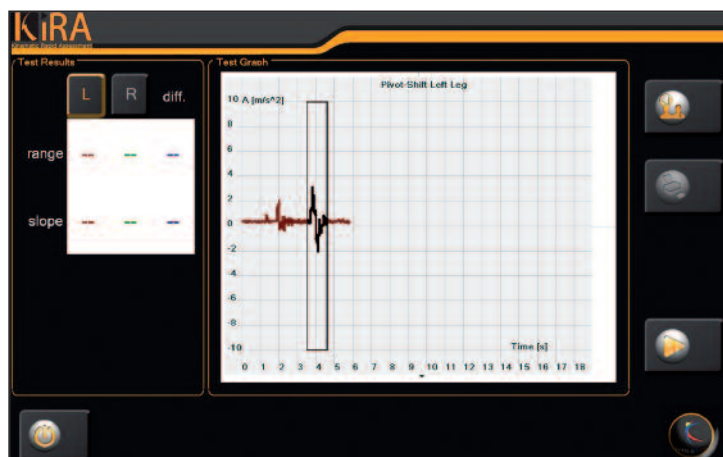 KiRA
Kinematic Rapid Assessment
Test Results
L R diff.
range -- -- --
slope -- -- --
Test Graph
Pivot-Shift Left Leg
10 A [m/s^2]
8
6
4
2
0
-2
-4
-6
-8
-10
Time [s]
0 1 2 3 4 5 6 7 8 9 10 11 12 13 14 15 16 17 18